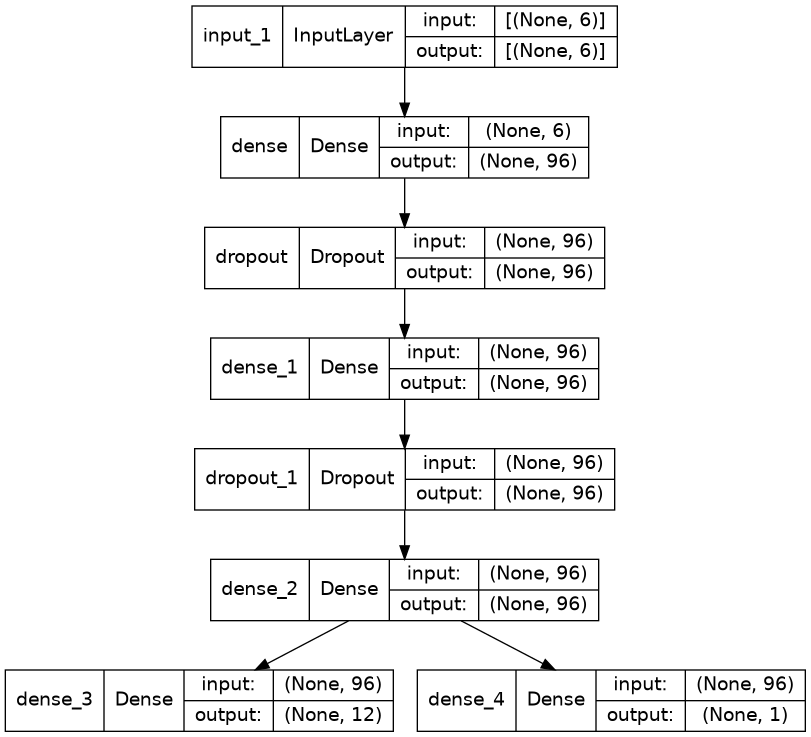 input_1 InputLayer input: [(None, 6)]
output: [(None, 6)]
dense Dense input: (None, 6)
output: (None, 96)
dropout Dropout input: (None, 96)
output: (None, 96)
dense_1 Dense input: (None, 96)
output: (None, 96)
dropout_1 Dropout input: (None, 96)
output: (None, 96)
dense_2 Dense input: (None, 96)
output: (None, 96)
dense_3 Dense input: (None, 96)
output: (None, 12)
dense_4 Dense input: (None, 96)
output: (None, 1)